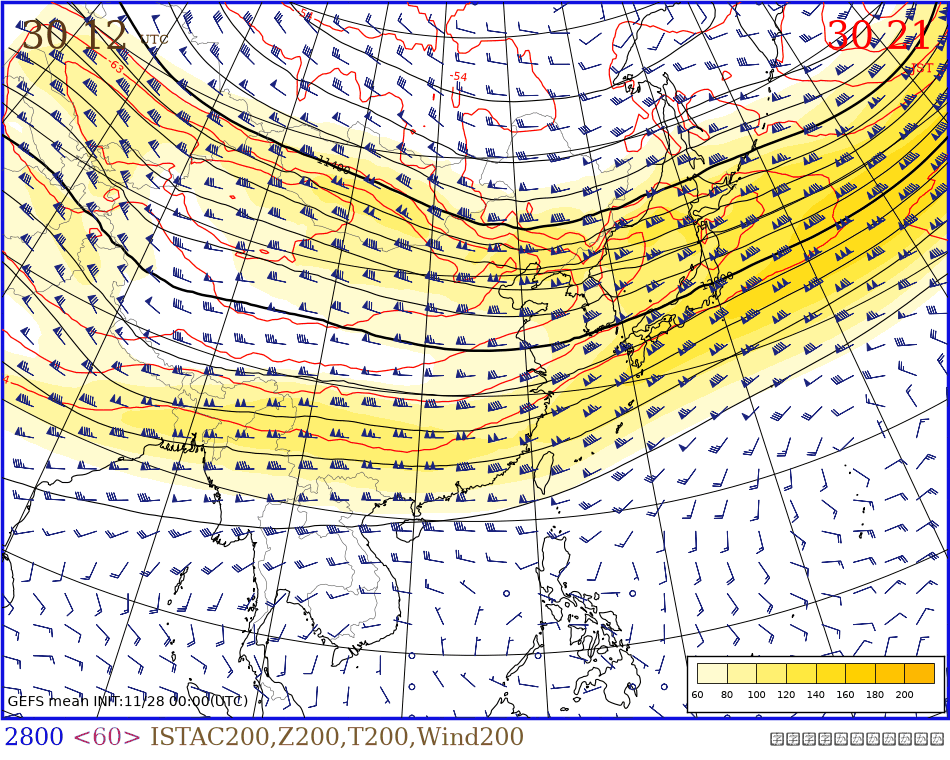 30 12 UTC
30 21 JST
-63
-54
11400
GEFS mean INIT:11/28 00:00(UTC)
60 80 100 120 140 160 180 200
2800 <60> ISTAC200,Z200,T200,Wind200